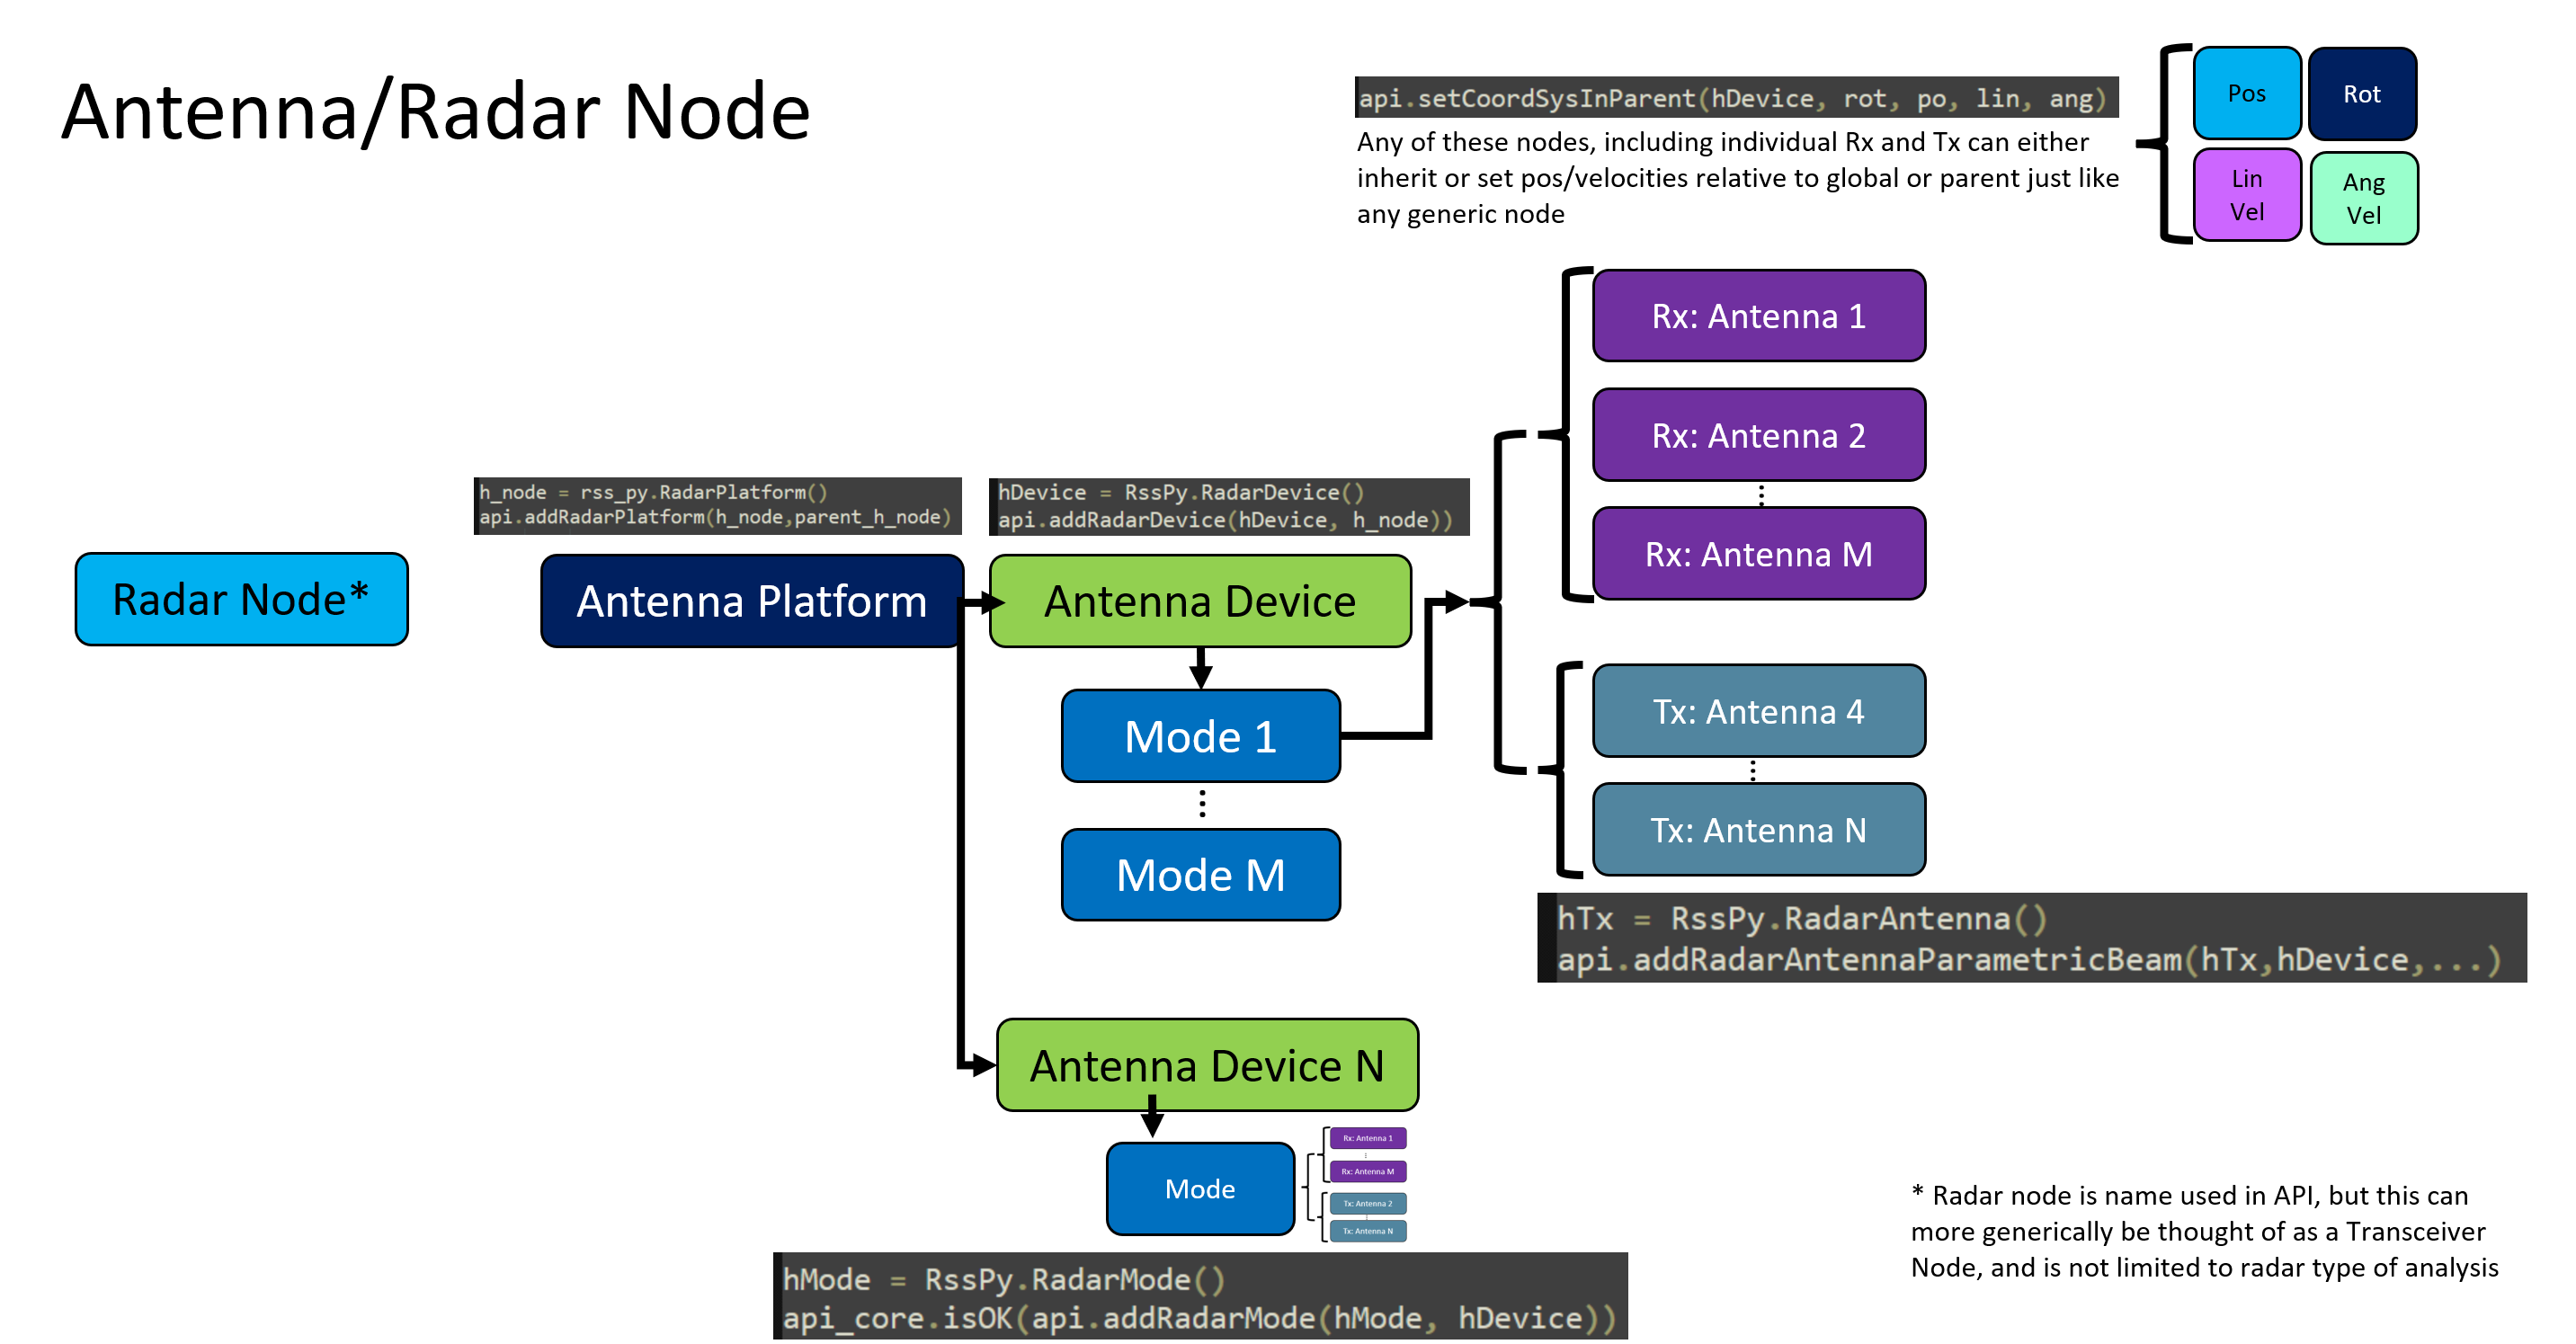 Antenna/Radar Node
api.setCoordSysInParent(hDevice, rot, po, lin, ang)
Any of these nodes, including individual Rx and Tx can either
inherit or set pos/velocities relative to global or parent just like
any generic node
Pos
Rot
Lin
Vel
Ang
Vel
Rx: Antenna 1
Rx: Antenna 2
Rx: Antenna M
h_node = rss_py.RadarPlatform()
api.addRadarPlatform(h_node,parent_h_node)
hDevice = RssPy.RadarDevice()
api.addRadarDevice(hDevice, h_node))
Radar Node*
Antenna Platform
Antenna Device
Mode 1
Mode M
Tx: Antenna 4
Tx: Antenna N
hTx = RssPy.RadarAntenna()
api.addRadarAntennaParametricBeam(hTx,hDevice,...)
Antenna Device N
Mode
Rx: Antenna 1
Rx: Antenna M
Tx: Antenna 2
Tx: Antenna N
hMode = RssPy.RadarMode()
api_core.isOK(api.addRadarMode(hMode, hDevice))
* Radar node is name used in API, but this can
more generically be thought of as a Transceiver
Node, and is not limited to radar type of analysis